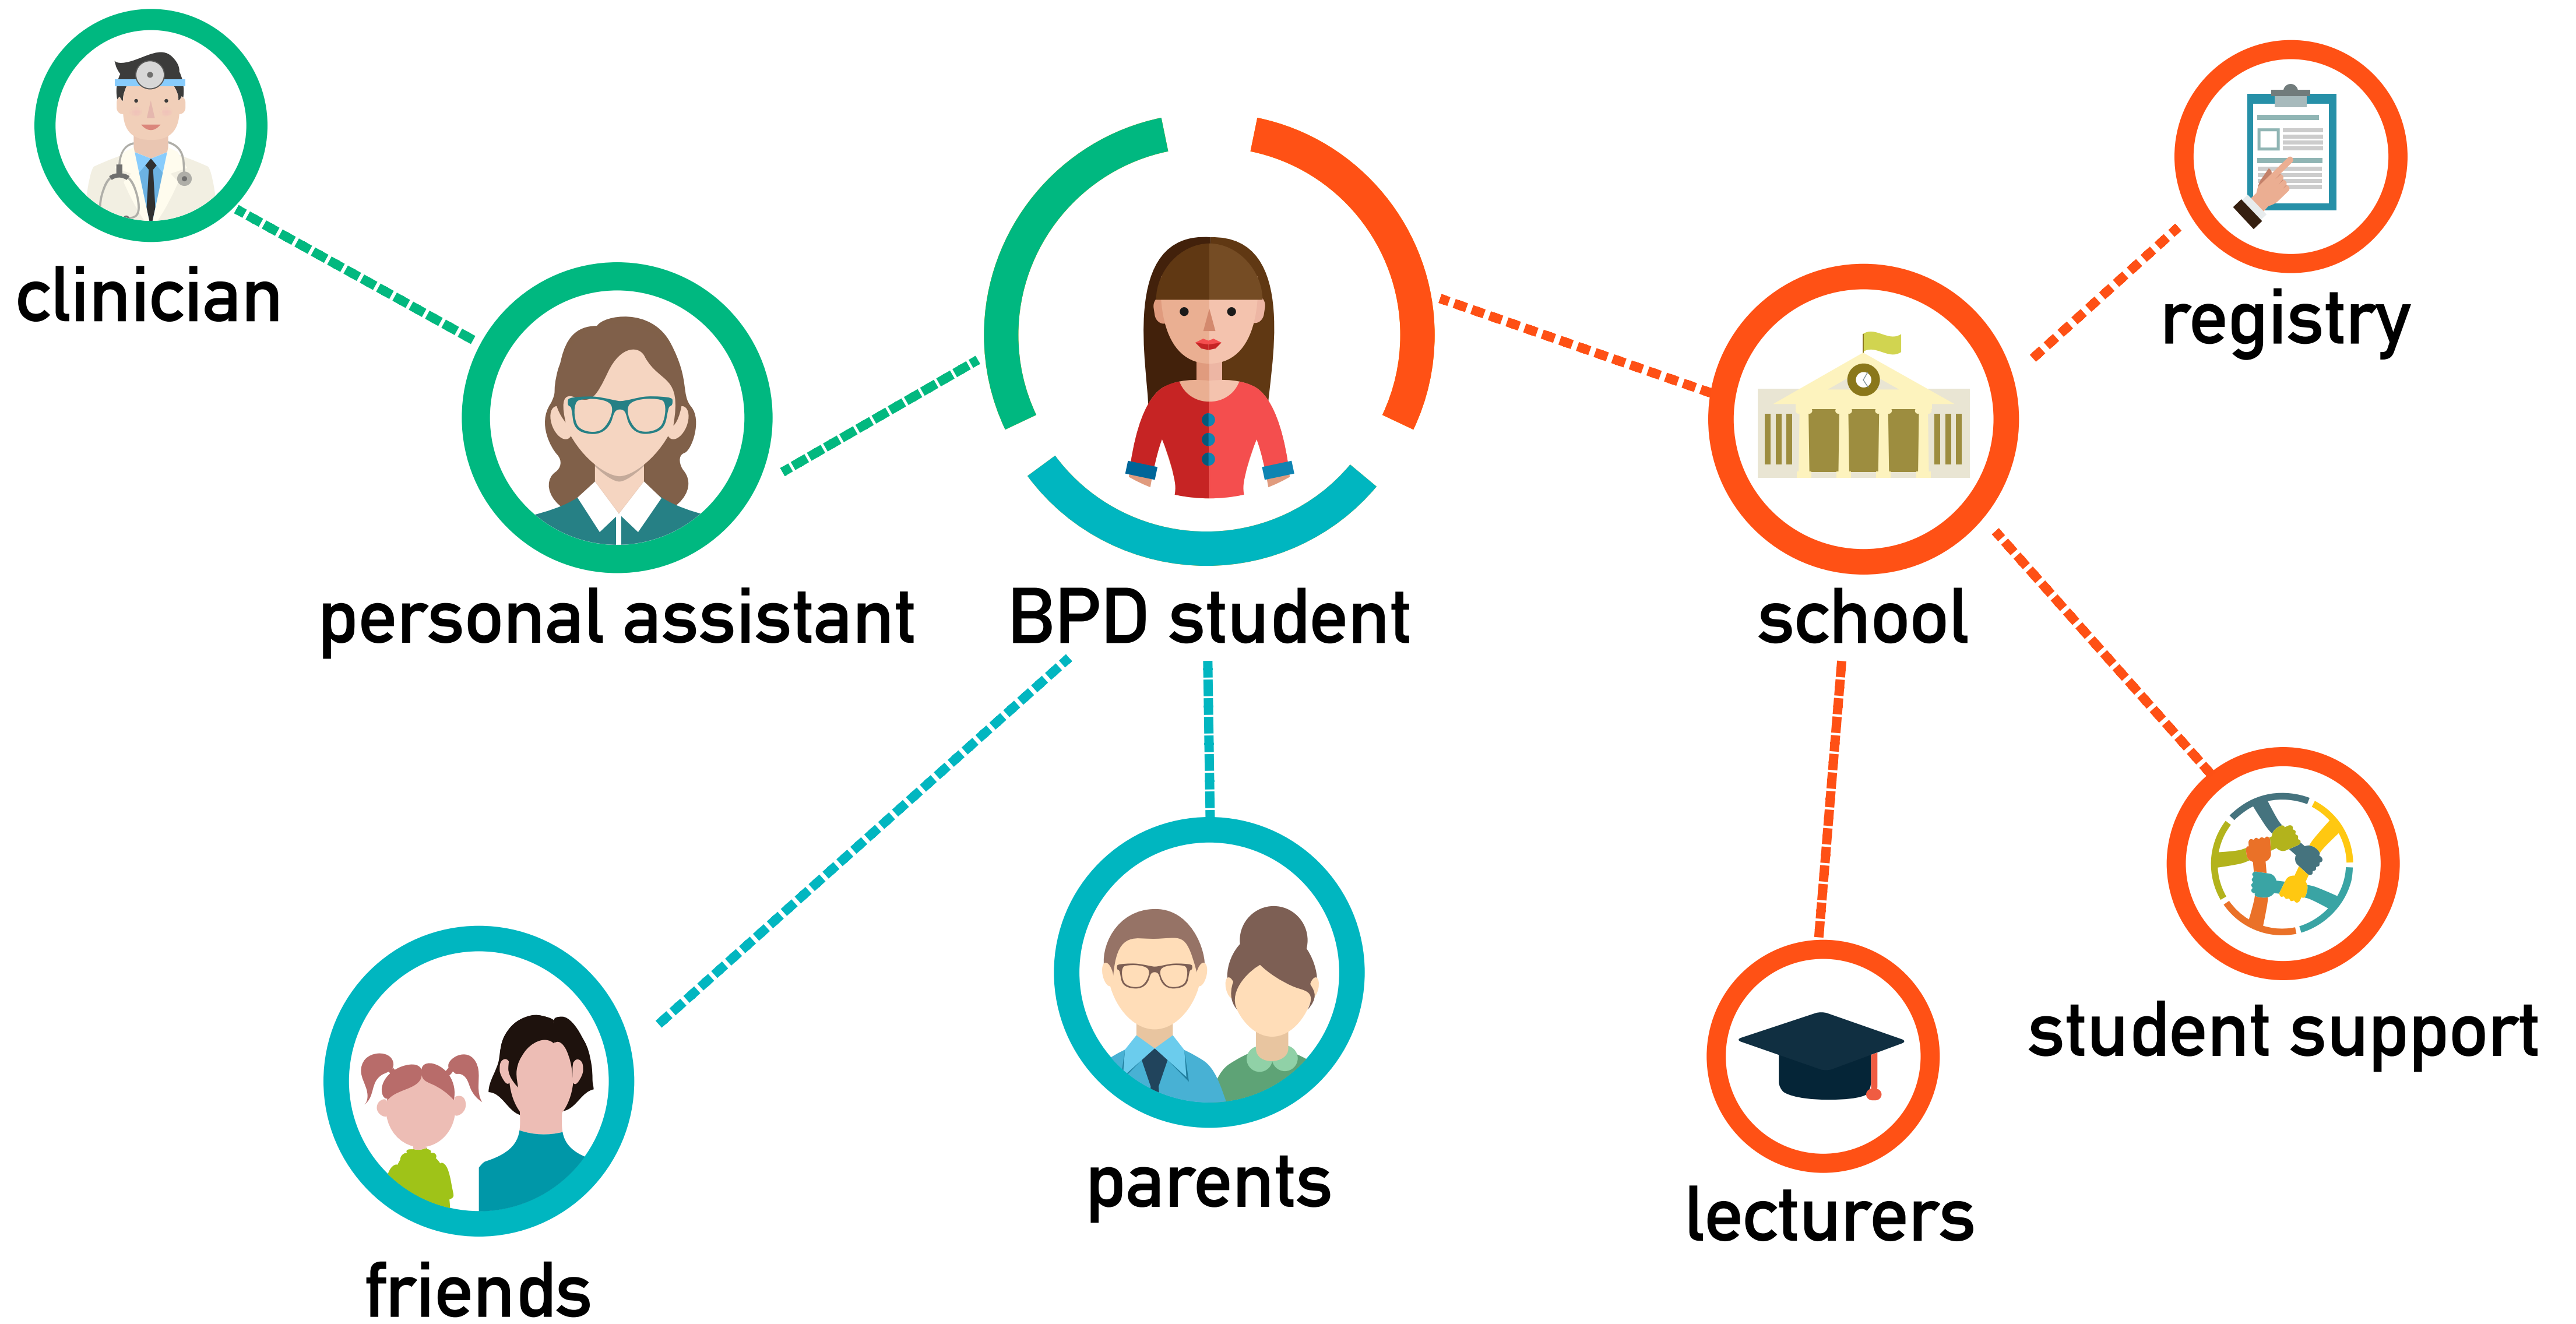 clinician
registry
personal assistant
BPD student
school
student support
parents
lecturers
friends